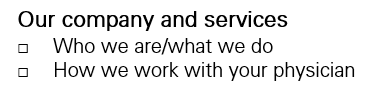 Our company and services
□ Who we are/what we do
□ How we work with your physician